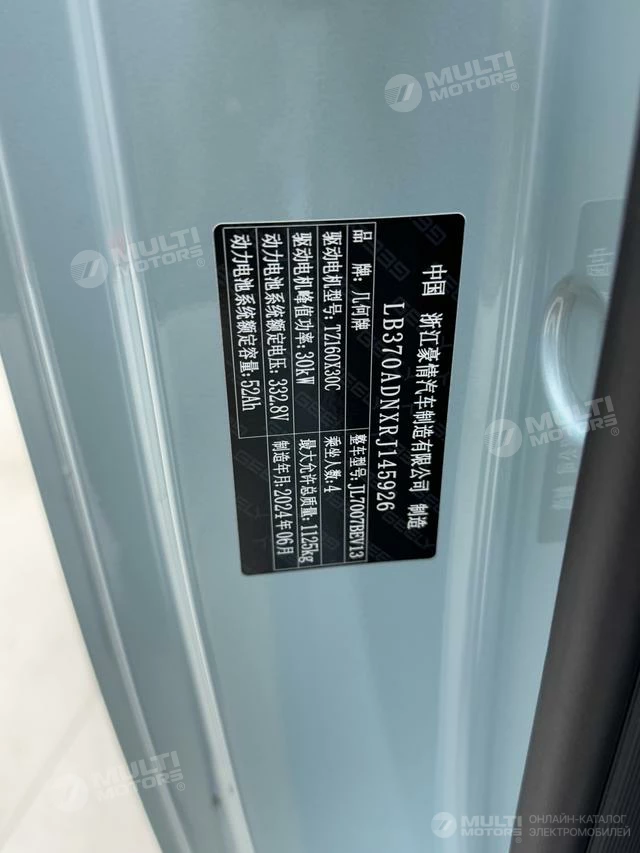 中国 浙江豪情汽车制造有限公司 制造
LB370ADNXRJ145926
品 牌: 几何牌 整车型号: JL7007BEV13
驱动电机型号: TZ160X30C 乘坐人数: 4
驱动电机峰值功率: 30kW 最大允许总质量: 1125kg
动力电池系统额定电压: 332.8V 制造年月: 2024年06月
动力电池系统额定容量: 52Ah
GEELY
MULTI
MOTORS®
MULTI
MOTORS®
MULTI
MOTORS®
MULTI
MOTORS®
MULTI
MOTORS®
ОНЛАЙН-КАТАЛОГ
ЭЛЕКТРОМОБИЛЕЙ